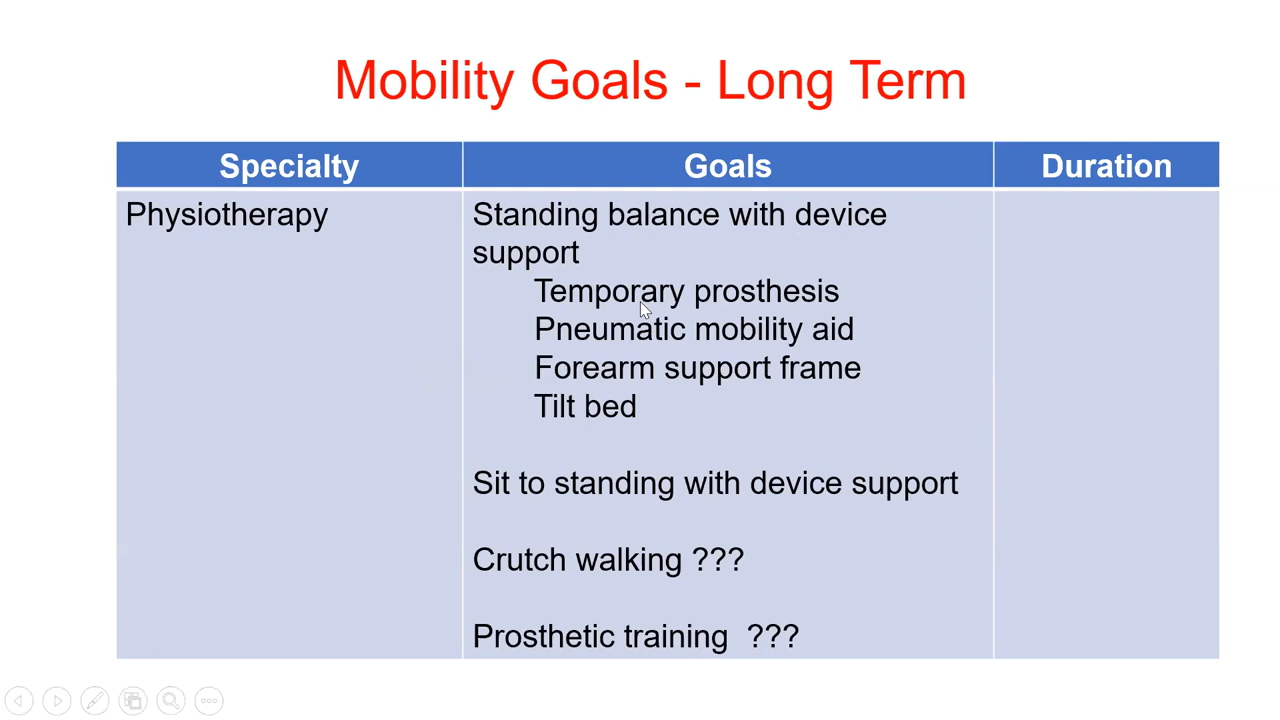 Mobility Goals - Long Term
Specialty
Goals
Duration
Physiotherapy
Standing balance with device
support
Temporary prosthesis
Pneumatic mobility aid
Forearm support frame
Tilt bed
Sit to standing with device support
Crutch walking ???
Prosthetic training ???